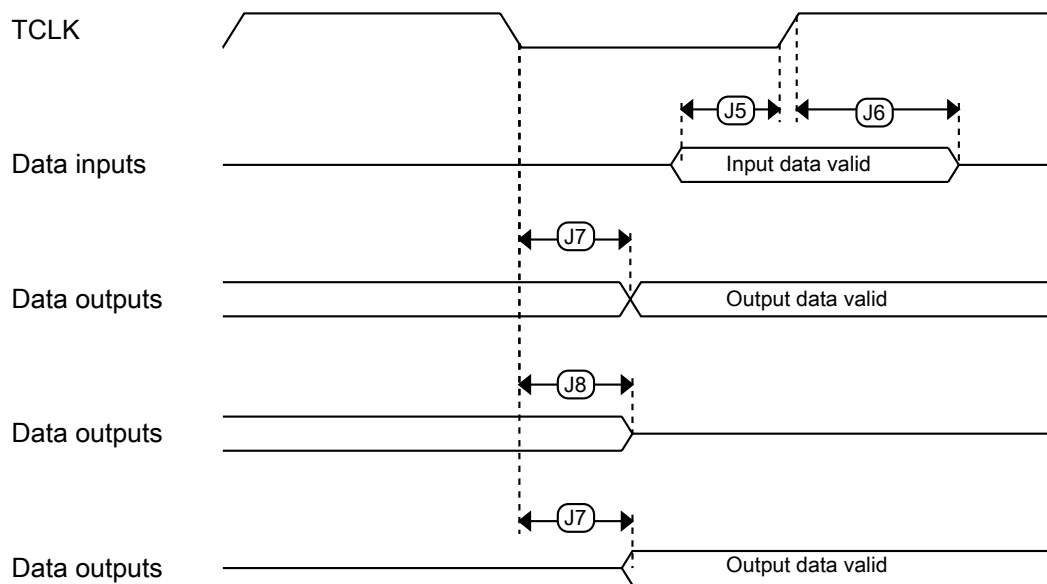 TCLK
J5
J6
Data inputs
Input data valid
J7
Data outputs
Output data valid
J8
Data outputs
J7
Data outputs
Output data valid